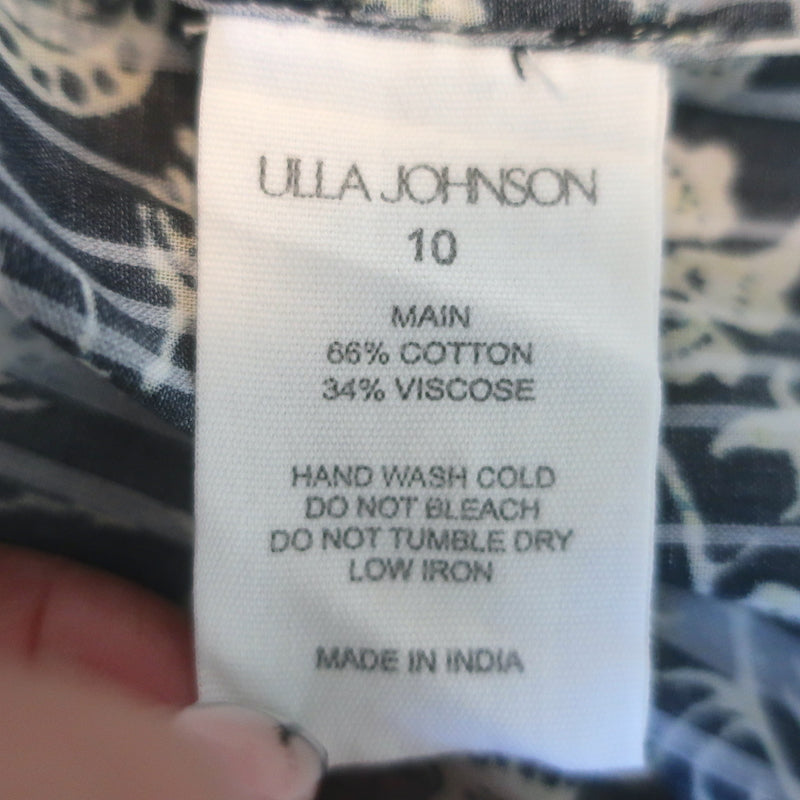 ULLA JOHNSON
10
MAIN
66% COTTON
34% VISCOSE
HAND WASH COLD
DO NOT BLEACH
DO NOT TUMBLE DRY
LOW IRON
MADE IN INDIA